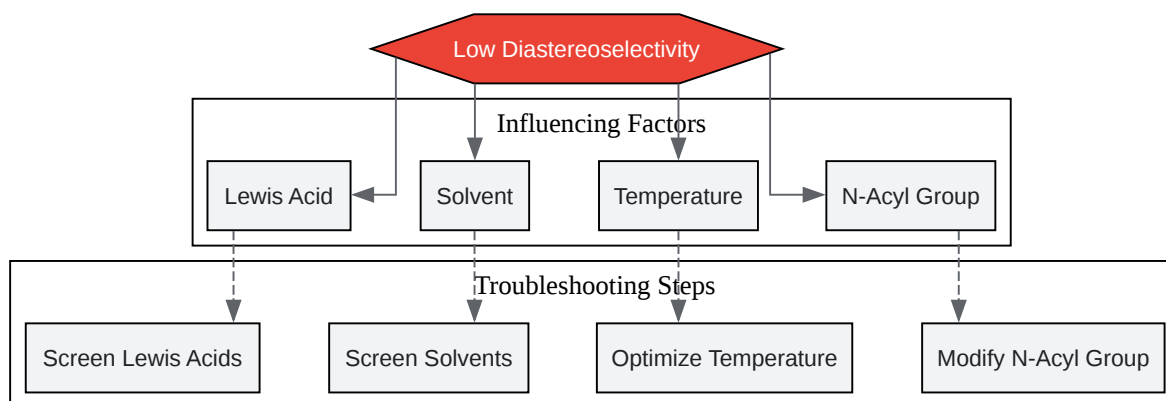 Low Diastereoselectivity
Influencing Factors
Lewis Acid
Solvent
Temperature
N-Acyl Group
Troubleshooting Steps
Screen Lewis Acids
Screen Solvents
Optimize Temperature
Modify N-Acyl Group